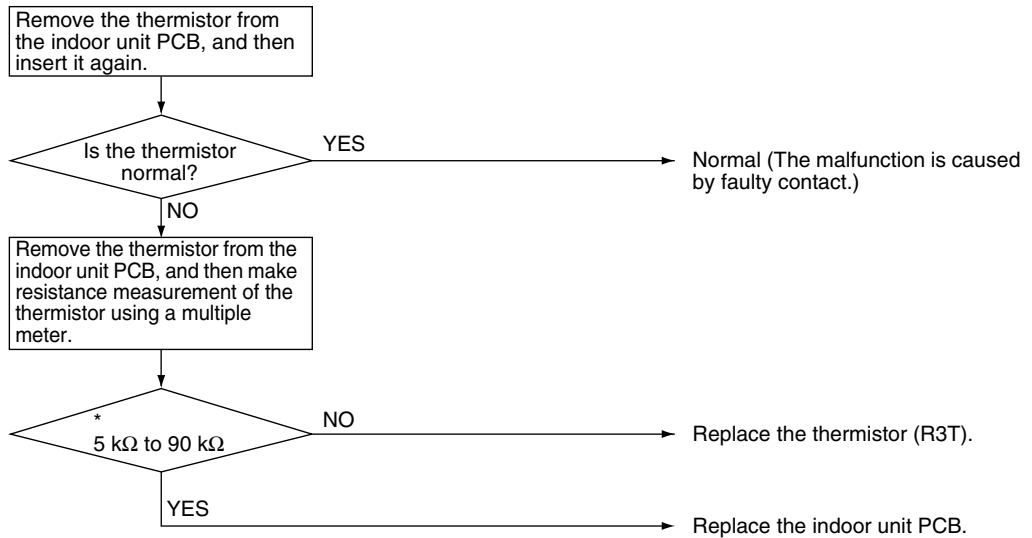 Remove the thermistor from
the indoor unit PCB, and then
insert it again.
Is the thermistor
normal?
YES
Normal (The malfunction is caused
by faulty contact.)
NO
Remove the thermistor from the
indoor unit PCB, and then make
resistance measurement of the
thermistor using a multiple
meter.
*
5 kΩ to 90 kΩ
NO
Replace the thermistor (R3T).
YES
Replace the indoor unit PCB.